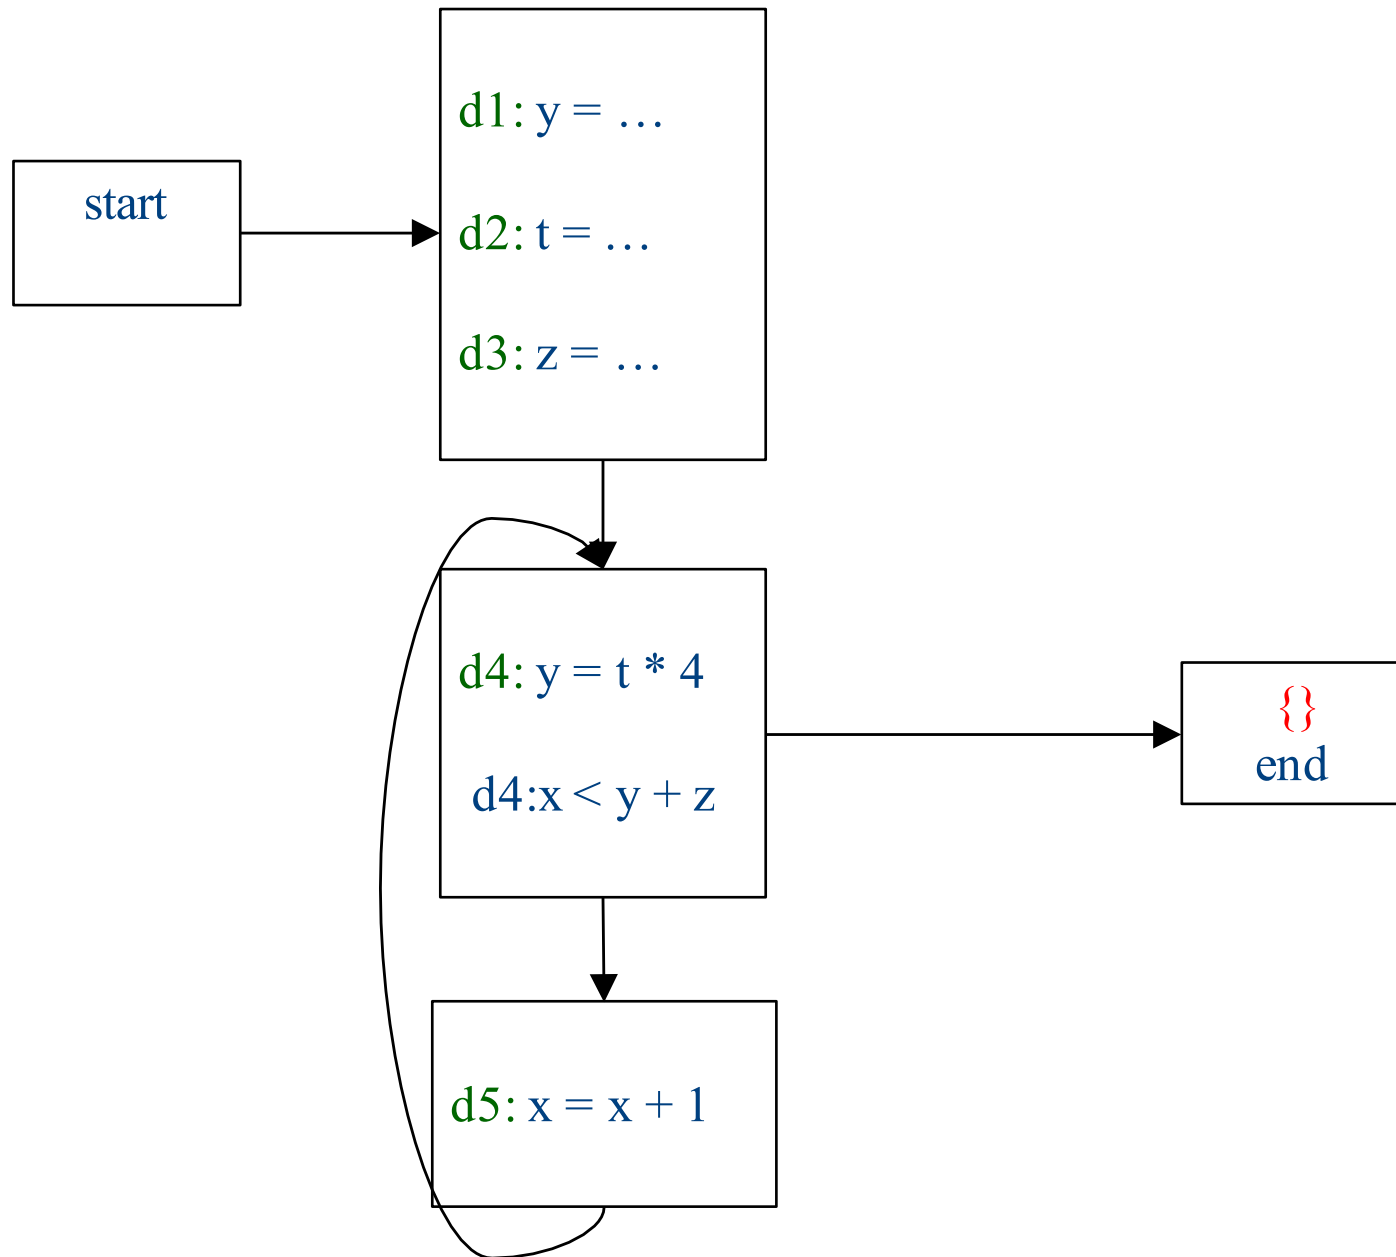 start
d1: y = …
d2: t = …
d3: z = …
d4: y = t * 4
d4:x < y + z
{}
end
d5: x = x + 1